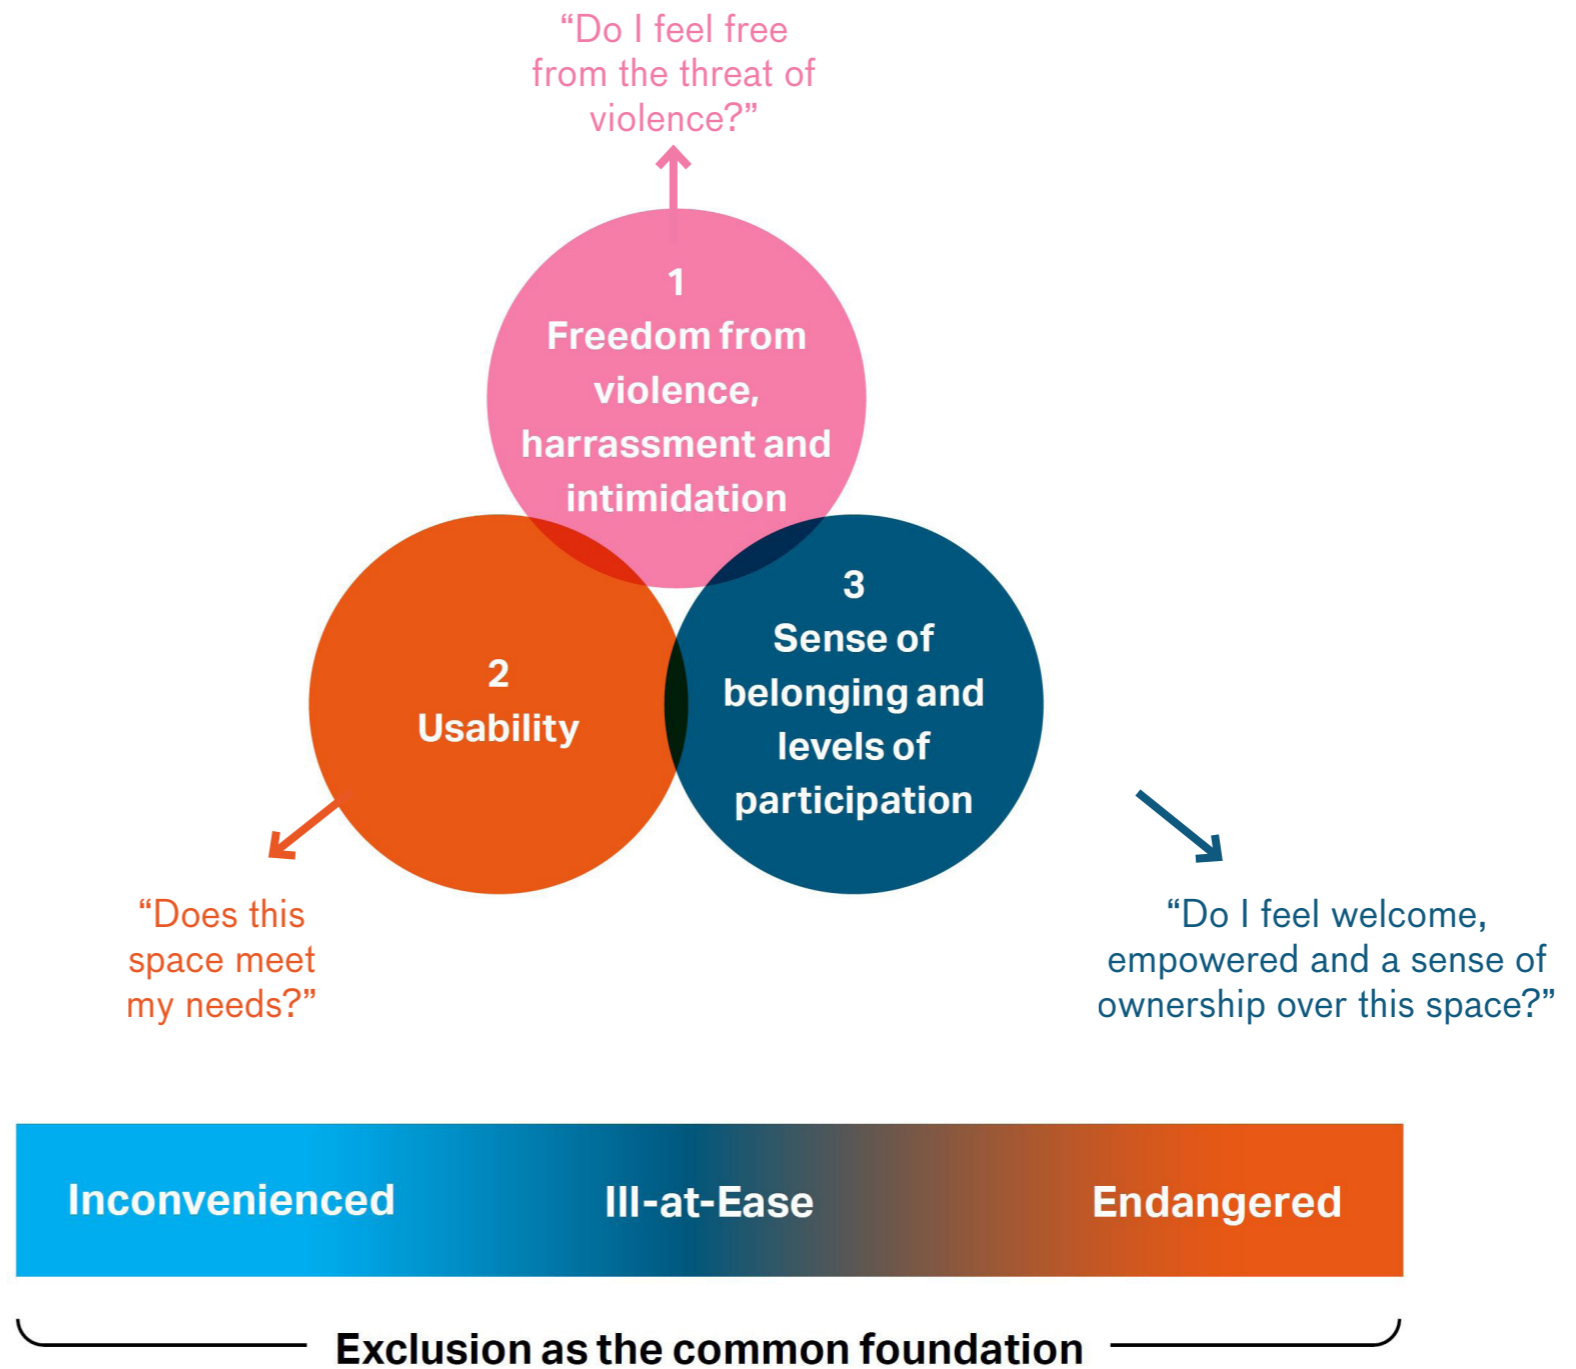 “Do I feel free
from the threat of
violence?”
1
Freedom from
violence,
harrassment and
intimidation
2
Usability
3
Sense of
belonging and
levels of
participation
“Does this
space meet
my needs?”
“Do I feel welcome,
empowered and a sense of
ownership over this space?”
Inconvenienced
Ill-at-Ease
Endangered
Exclusion as the common foundation